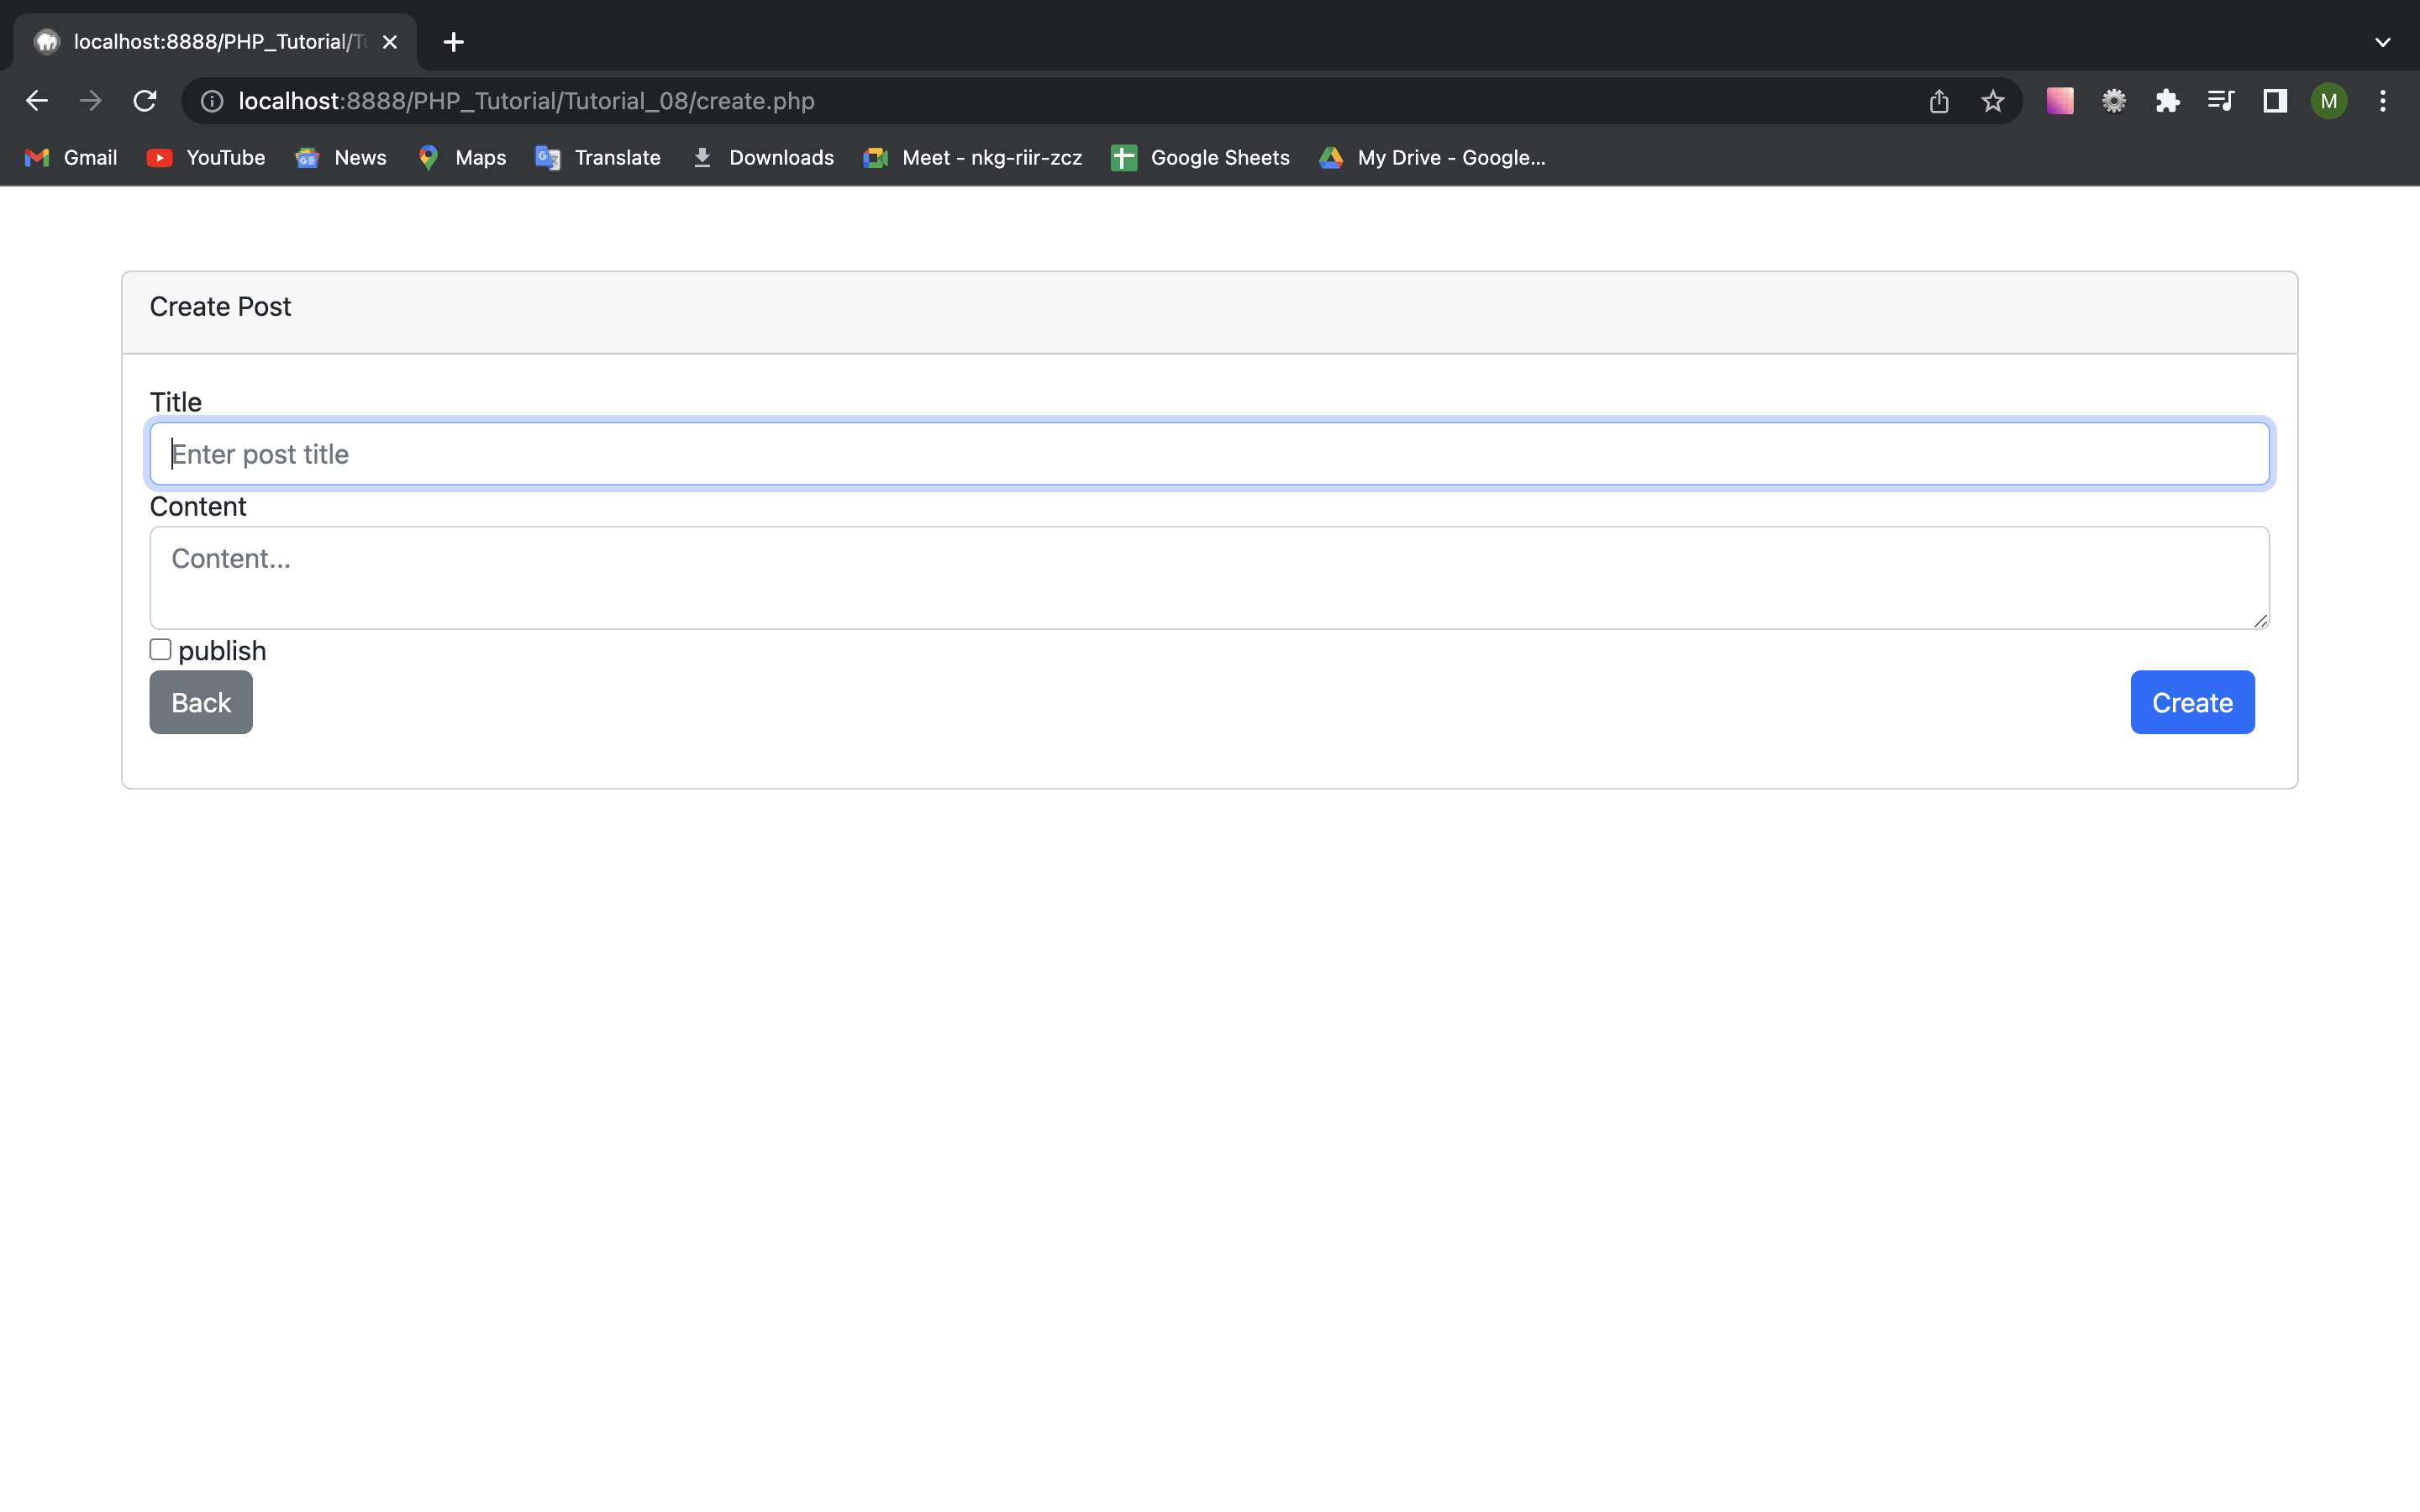 localhost:8888/PHP_Tutorial/Tu
localhost:8888/PHP_Tutorial/Tutorial_08/create.php
M
Gmail YouTube News Maps Translate Downloads Meet - nkg-riir-zcz Google Sheets My Drive - Google...
Create Post
Title
Enter post title
Content
Content...
publish
Back Create